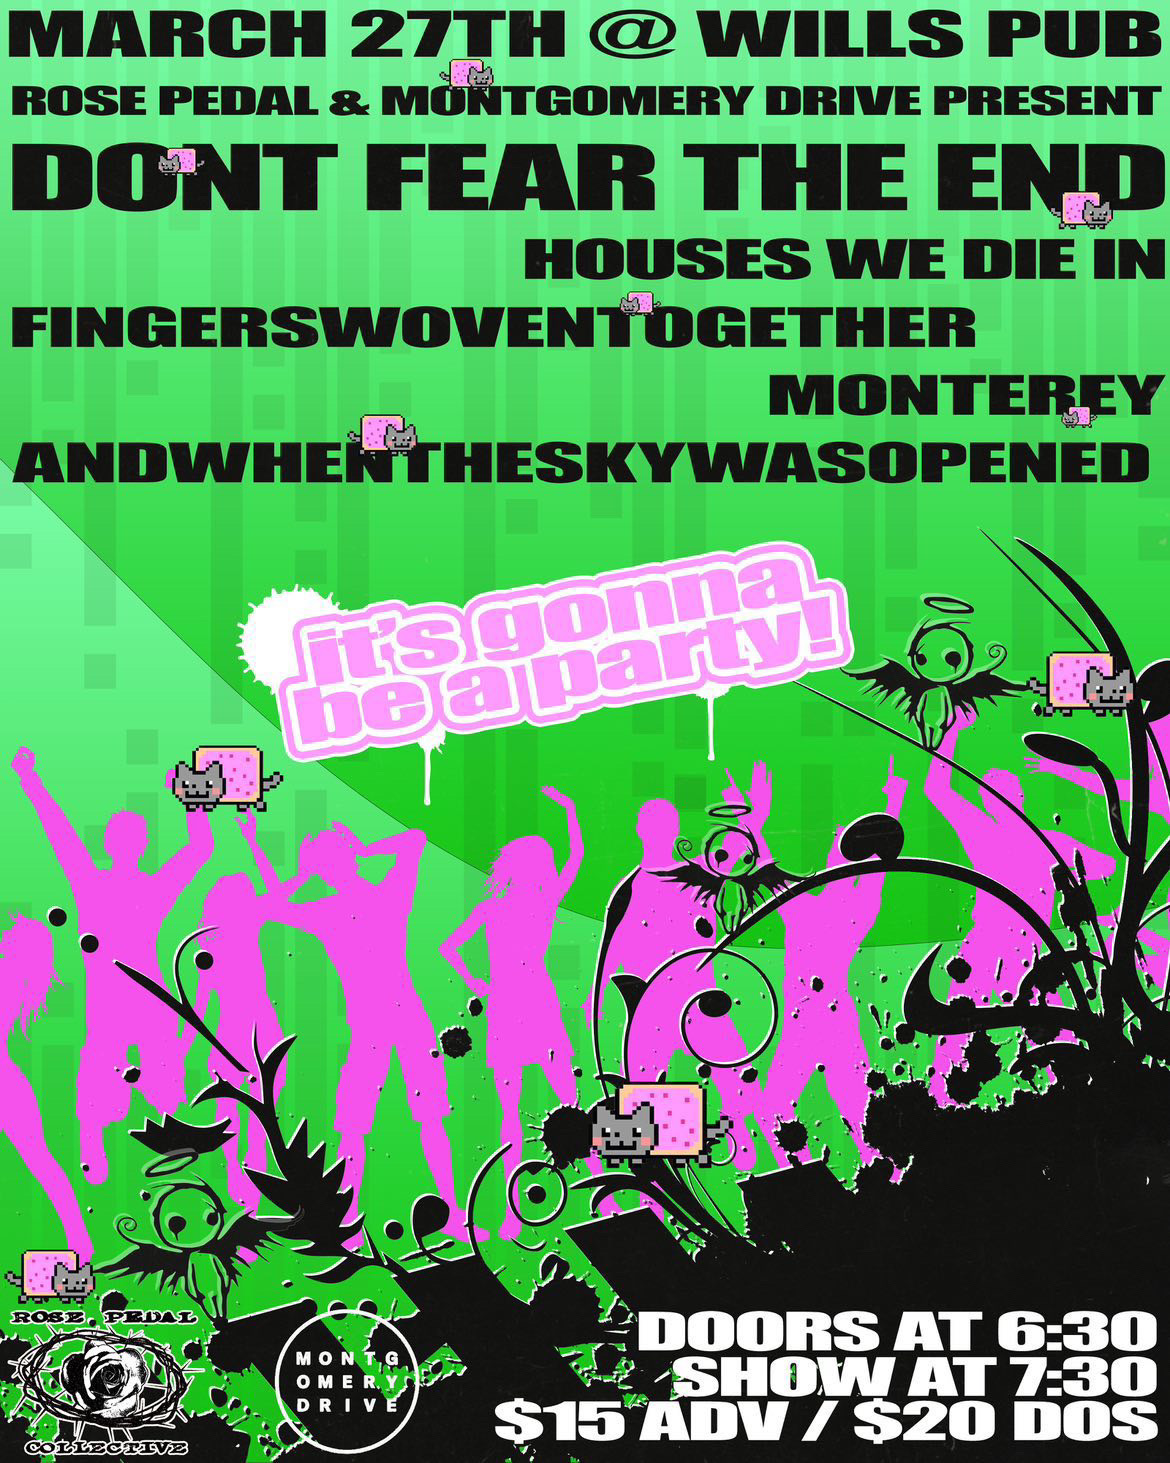 MARCH 27TH @ WILLS PUB
ROSE PEDAL & MONTGOMERY DRIVE PRESENT
DONT FEAR THE END
HOUSES WE DIE IN
FINGERSWOVENTOGETHER
MONTEREY
ANDWHENTHESKYWASOPENED
it's gonna
be a party!
DOORS AT 6:30
SHOW AT 7:30
$15 ADV / $20 DOS
ROSE PEDAL
COLLECTIVE
MONTG
OMERY
DRIVE